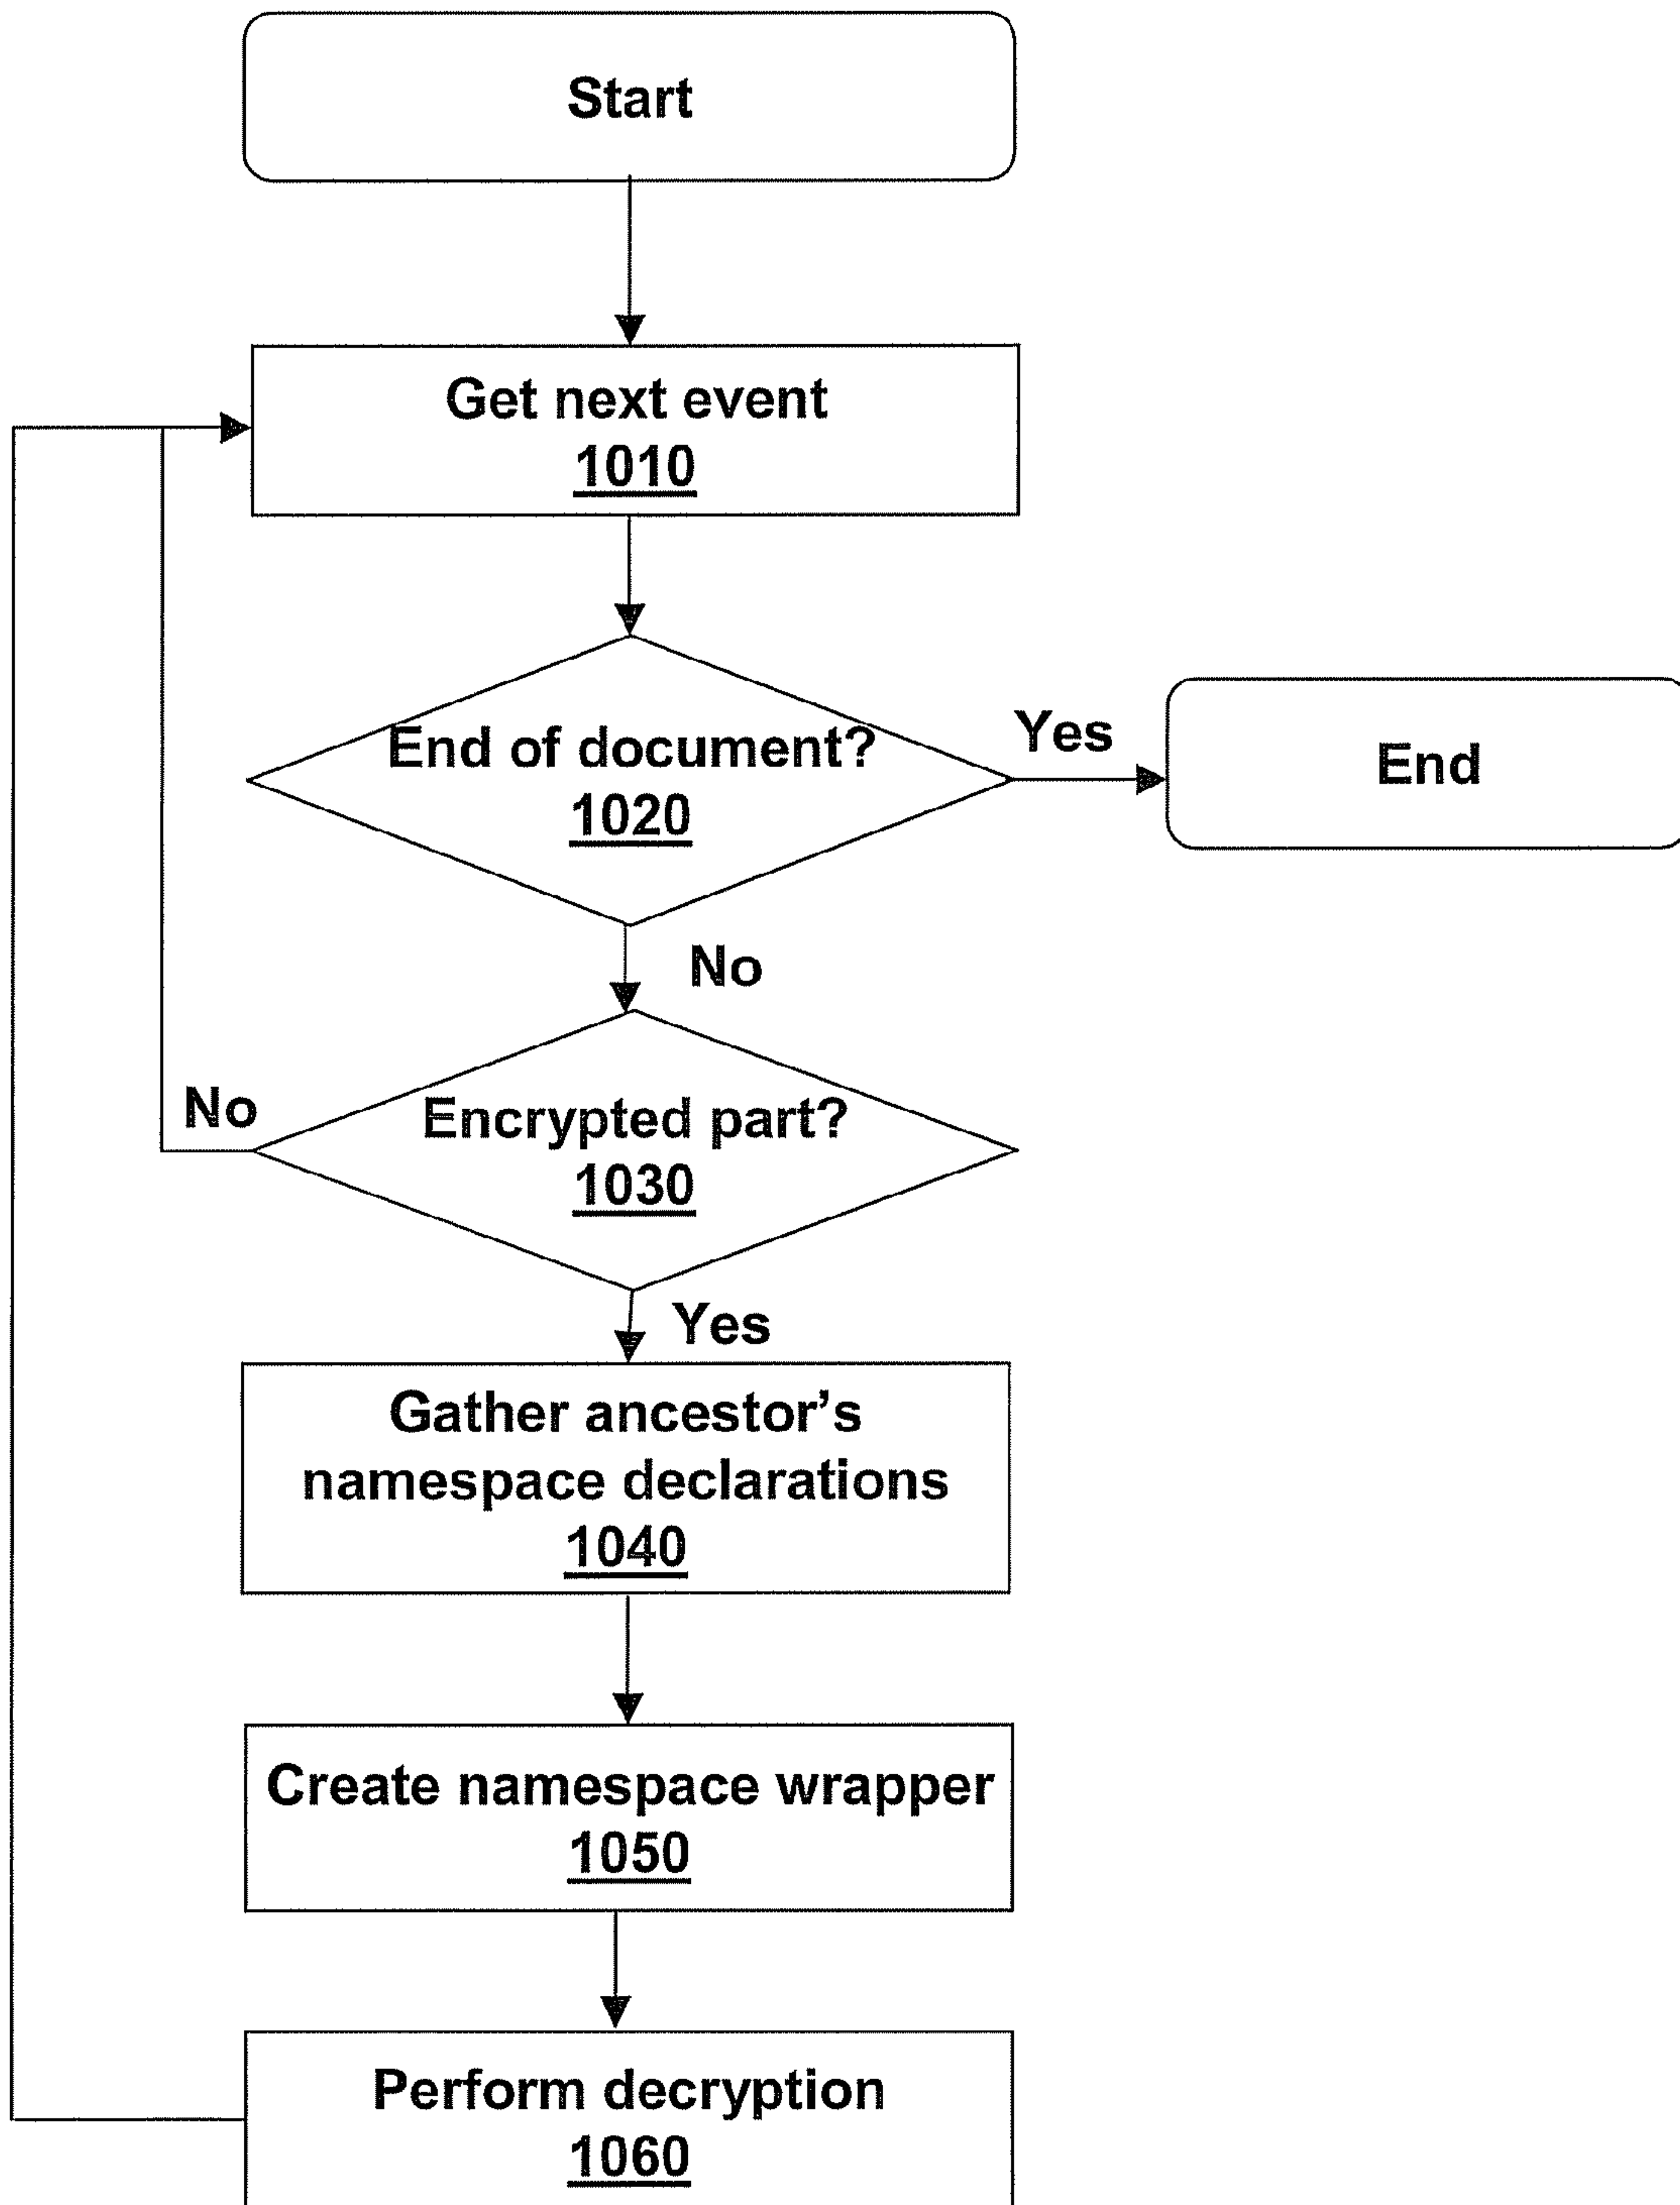 Start
Get next event
1010
End of document?
1020
Yes
End
No
No
Encrypted part?
1030
Yes
Gather ancestor’s
namespace declarations
1040
Create namespace wrapper
1050
Perform decryption
1060